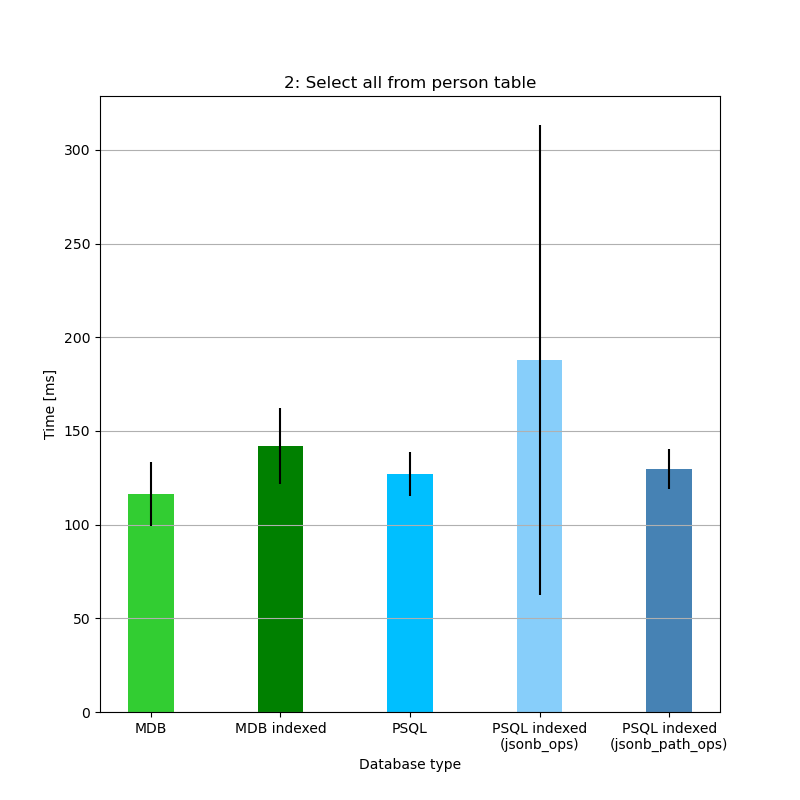 2: Select all from person table
Time [ms]
300
250
200
150
100
50
0
MDB
MDB indexed
PSQL
PSQL indexed
(jsonb_ops)
PSQL indexed
(jsonb_path_ops)
Database type